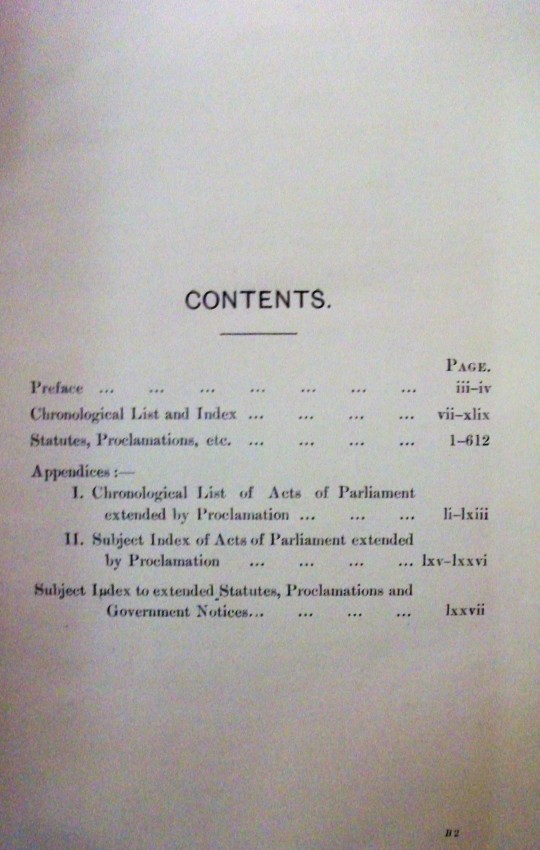 CONTENTS.
PAGE.
Preface ... ... ... ... ... ... ... iii–iv
Chronological List and Index ... ... ... ... vii–xlix
Statutes, Proclamations, etc. ... ... ... ... 1–612
Appendices :—
I. Chronological List of Acts of Parliament
extended by Proclamation ... ... ... li–lxiii
II. Subject Index of Acts of Parliament extended
by Proclamation ... ... ... ... lxv–lxxvi
Subject Index to extended Statutes, Proclamations and
Government Notices... ... ... ... lxxvii
B 2